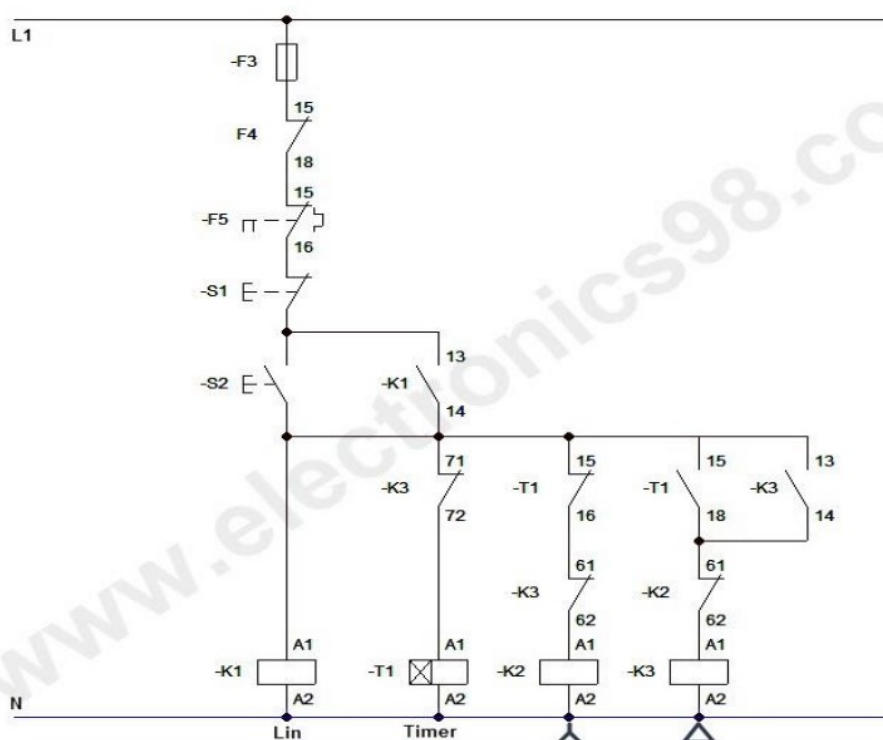 L1
-F3
15
F4
18
15
-F5
16
-S1
13
-S2
-K1
14
71
15
15
13
-K3
-T1
-T1
-K3
72
16
18
14
61
61
-K3
-K2
62
62
A1
A1
A1
A1
-K1
-T1
-K2
-K3
A2
A2
A2
A2
N
Lin
Timer
www.electronics98.com